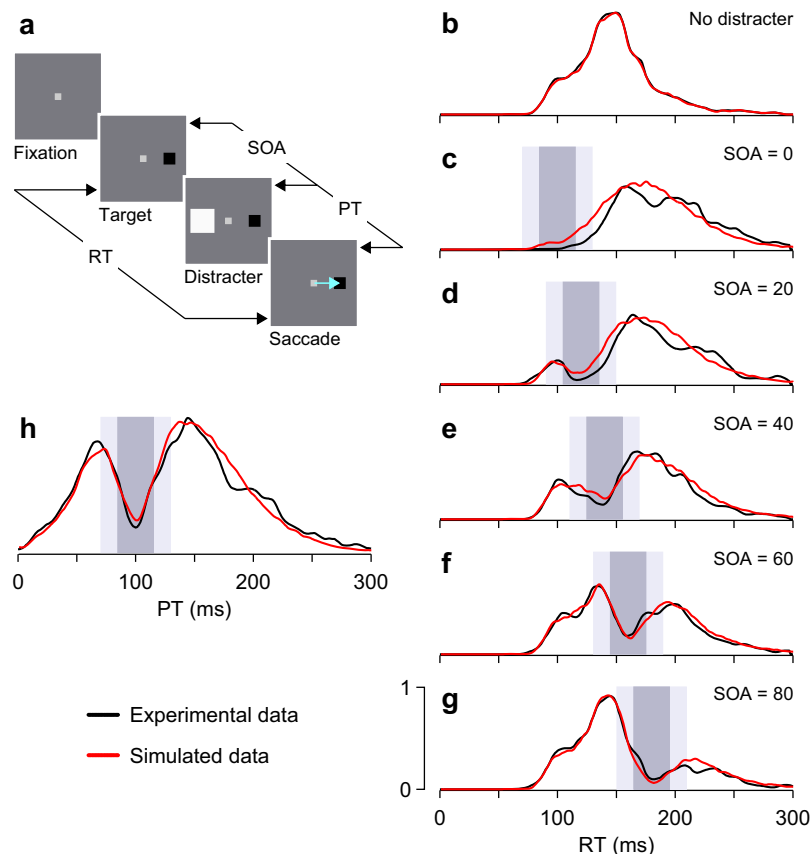 a
Fixation
Target
Distracter
Saccade
SOA
PT
RT
b
No distracter
c
SOA = 0
d
SOA = 20
e
SOA = 40
f
SOA = 60
g
SOA = 80
1
0
0
100
200
300
RT (ms)
h
0
100
200
300
PT (ms)
Experimental data
Simulated data